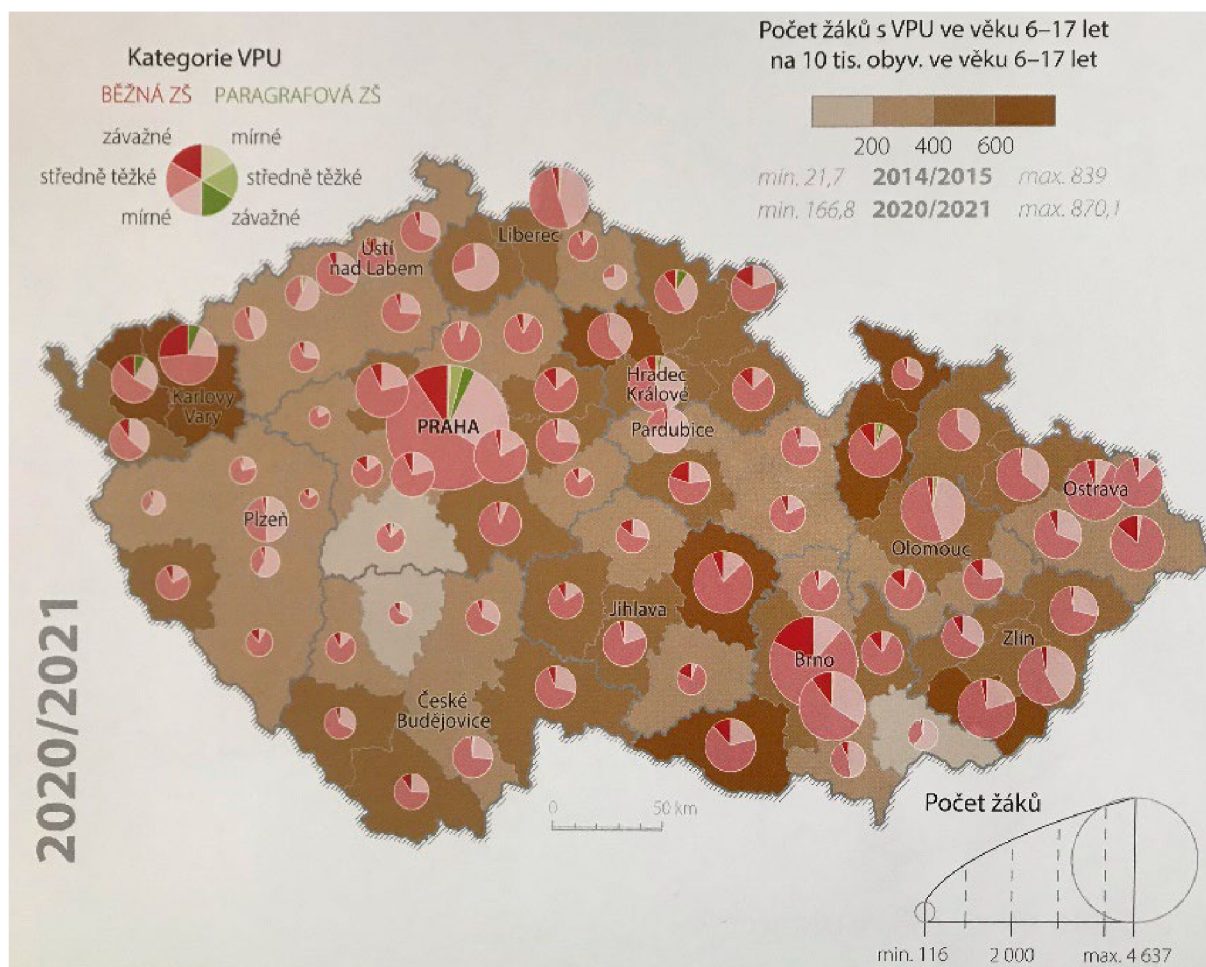 Kategorie VPU
BĚŽNÁ ZŠ PARAGRAFOVÁ ZŠ
závažné mírné
středně těžké středně těžké
mírné závažné
Počet žáků s VPU ve věku 6–17 let
na 10 tis. obyv. ve věku 6–17 let
200 400 600
min. 21,7 2014/2015 max. 839
min. 166,8 2020/2021 max. 870,1
Liberec
Ústí
nad Labem
Karlovy
Vary
Hradec
Králové
PRAHA
Pardubice
Plzeň
Ostrava
Olomouc
Jihlava
Zlín
Brno
České
Budějovice
2020/2021
0 50 km
Počet žáků
min. 116 2 000 max. 4 637